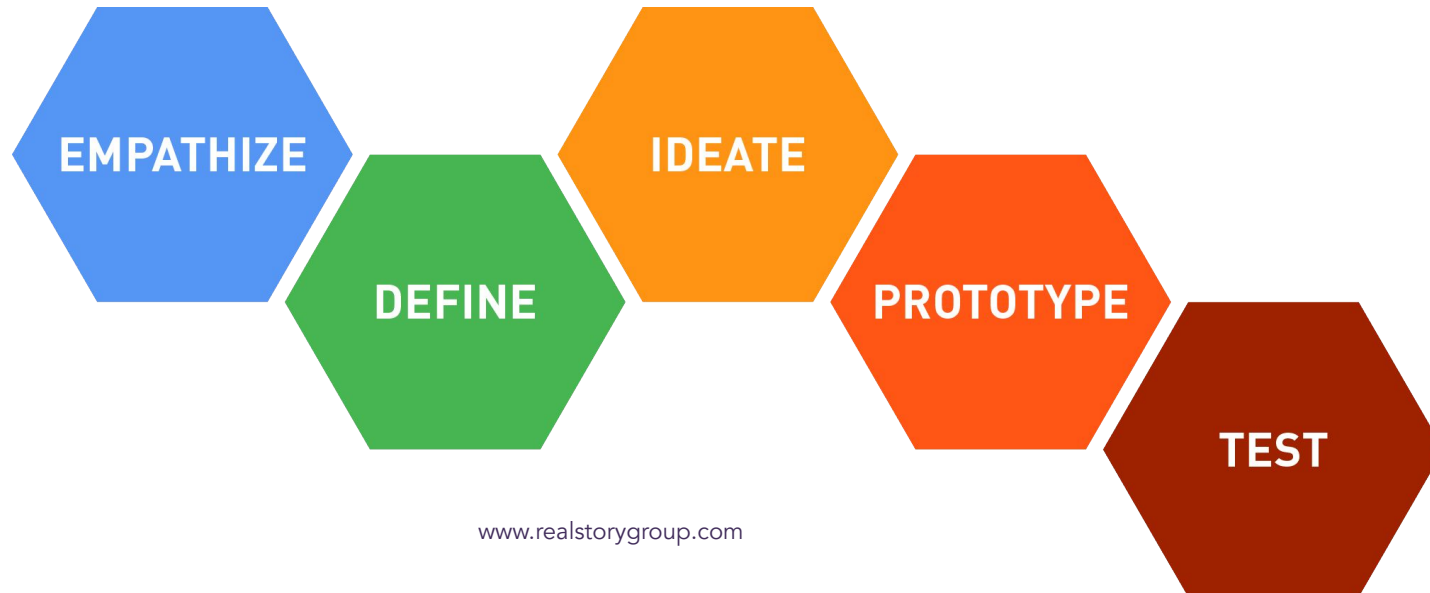 EMPATHIZE
DEFINE
IDEATE
PROTOTYPE
TEST
www.realstorygroup.com